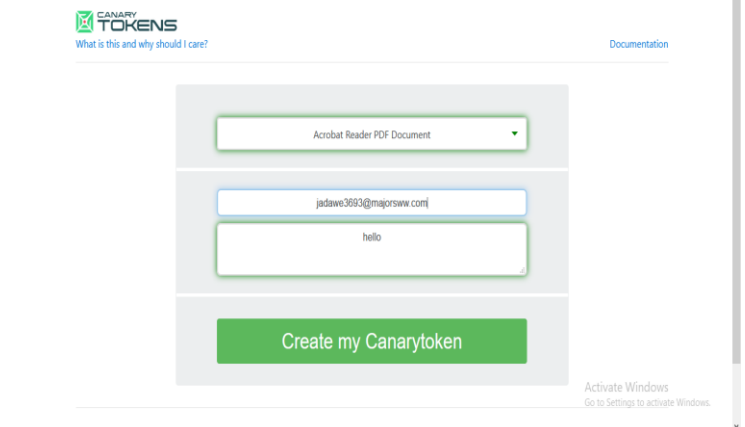 CANARY
TOKENS
What is this and why should I care?
Documentation
Acrobat Reader PDF Document
jadawe3693@majorsww.com
hello
Create my Canarytoken
Activate Windows
Go to Settings to activate Windows.